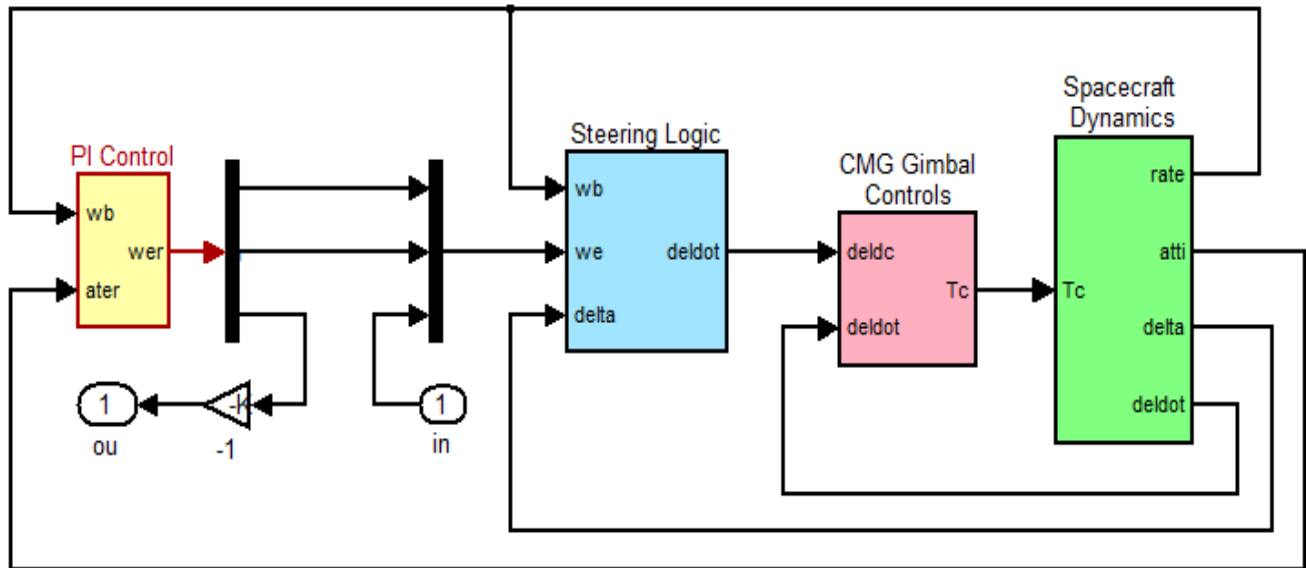 Spacecraft
Dynamics
Steering Logic
PI Control
CMG Gimbal
Controls
wb
wer
ater
wb
we
deldot
delta
deldc
Tc
deldot
rate
atti
Tc
delta
deldot
1
ou
-K
-1
1
in